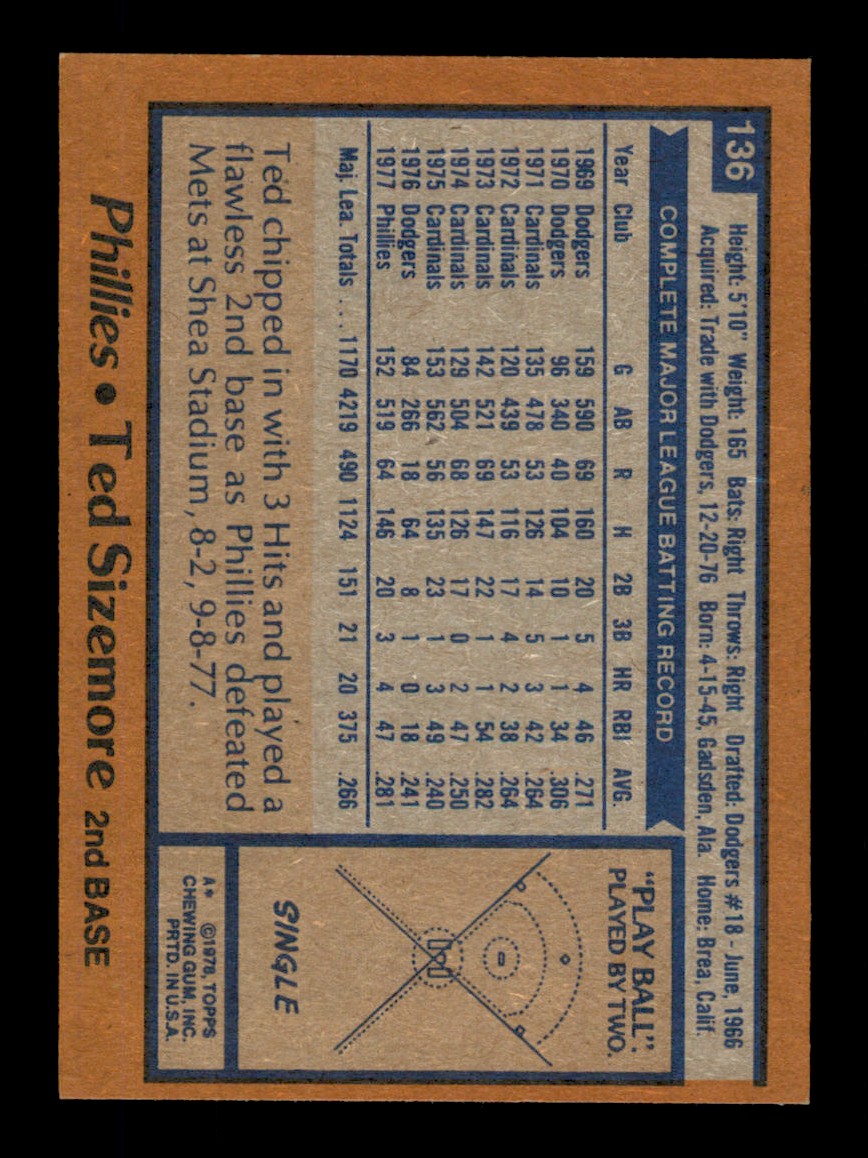 136
Height: 5'10" Weight: 165 Bats: Right Throws: Right Drafted: Dodgers #18 - June, 1966
Acquired: Trade with Dodgers, 12-20-76 Born: 4-15-45, Gadsden, Ala. Home: Brea, Calif.
COMPLETE MAJOR LEAGUE BATTING RECORD
Year Club G AB R H 2B 3B HR RBI AVG.
1969 Dodgers 159 590 69 160 20 5 4 46 .271
1970 Dodgers 96 340 40 104 10 1 1 34 .306
1971 Cardinals 135 478 53 126 14 5 3 42 .264
1972 Cardinals 120 439 53 116 17 4 2 38 .264
1973 Cardinals 142 521 69 147 22 1 1 54 .282
1974 Cardinals 129 504 68 126 17 0 2 47 .250
1975 Cardinals 153 562 56 135 23 1 3 49 .240
1976 Dodgers 84 266 18 64 8 1 0 18 .241
1977 Phillies 152 519 64 146 20 3 4 47 .281
Maj. Lea. Totals ... 1170 4219 490 1124 151 21 20 375 .266
Ted chipped in with 3 Hits and played a
flawless 2nd base as Phillies defeated
Mets at Shea Stadium, 8-2, 9-8-77.
"PLAY BALL":
PLAYED BY TWO.
SINGLE
A* ©1978, TOPPS
CHEWING GUM, INC.
PRTD. IN U.S.A.
Phillies • Ted Sizemore 2nd BASE